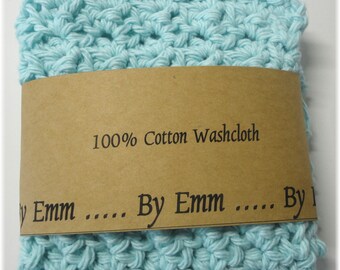 100% Cotton Washcloth
By Emm ..... By Emm ..... By